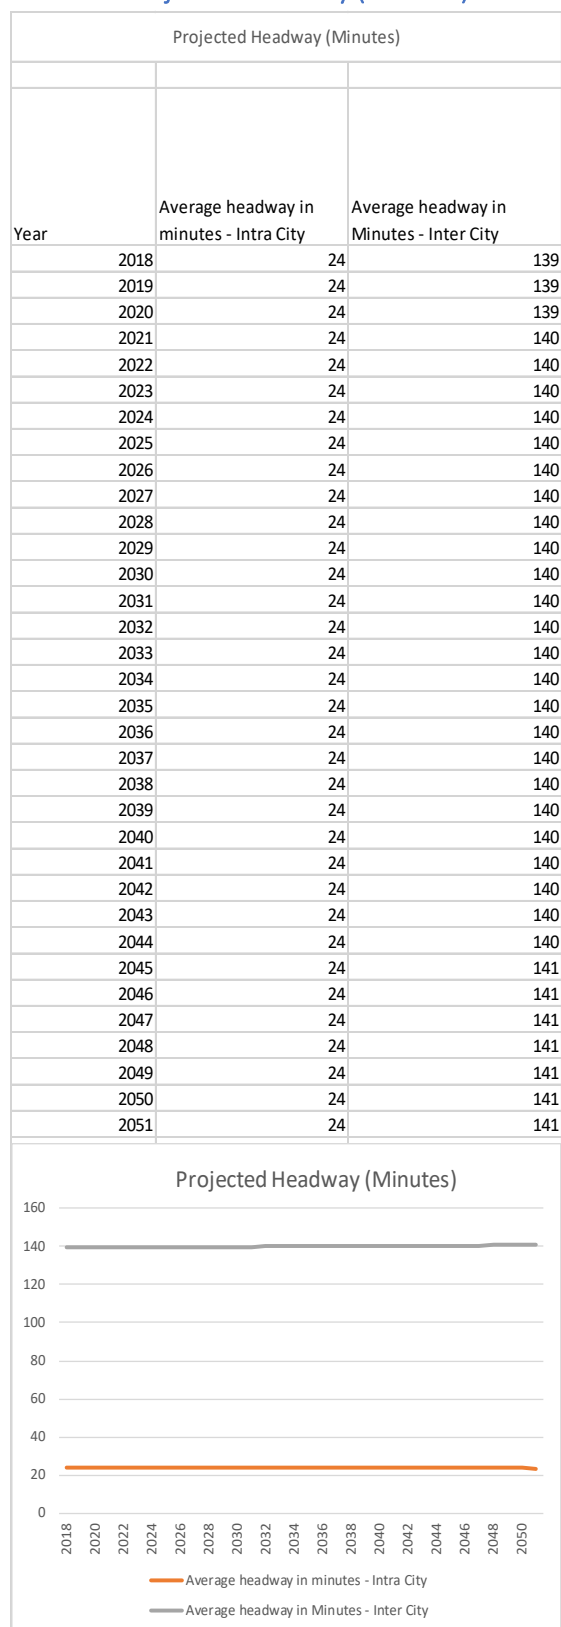 Projected Headway (Minutes)
Year Average headway in minutes - Intra City Average headway in Minutes - Inter City
2018 24 139
2019 24 139
2020 24 139
2021 24 140
2022 24 140
2023 24 140
2024 24 140
2025 24 140
2026 24 140
2027 24 140
2028 24 140
2029 24 140
2030 24 140
2031 24 140
2032 24 140
2033 24 140
2034 24 140
2035 24 140
2036 24 140
2037 24 140
2038 24 140
2039 24 140
2040 24 140
2041 24 140
2042 24 140
2043 24 140
2044 24 140
2045 24 141
2046 24 141
2047 24 141
2048 24 141
2049 24 141
2050 24 141
2051 24 141
Projected Headway (Minutes)
160
140
120
100
80
60
40
20
0
2018 2020 2022 2024 2026 2028 2030 2032 2034 2036 2038 2040 2042 2044 2046 2048 2050
Average headway in minutes - Intra City
Average headway in Minutes - Inter City